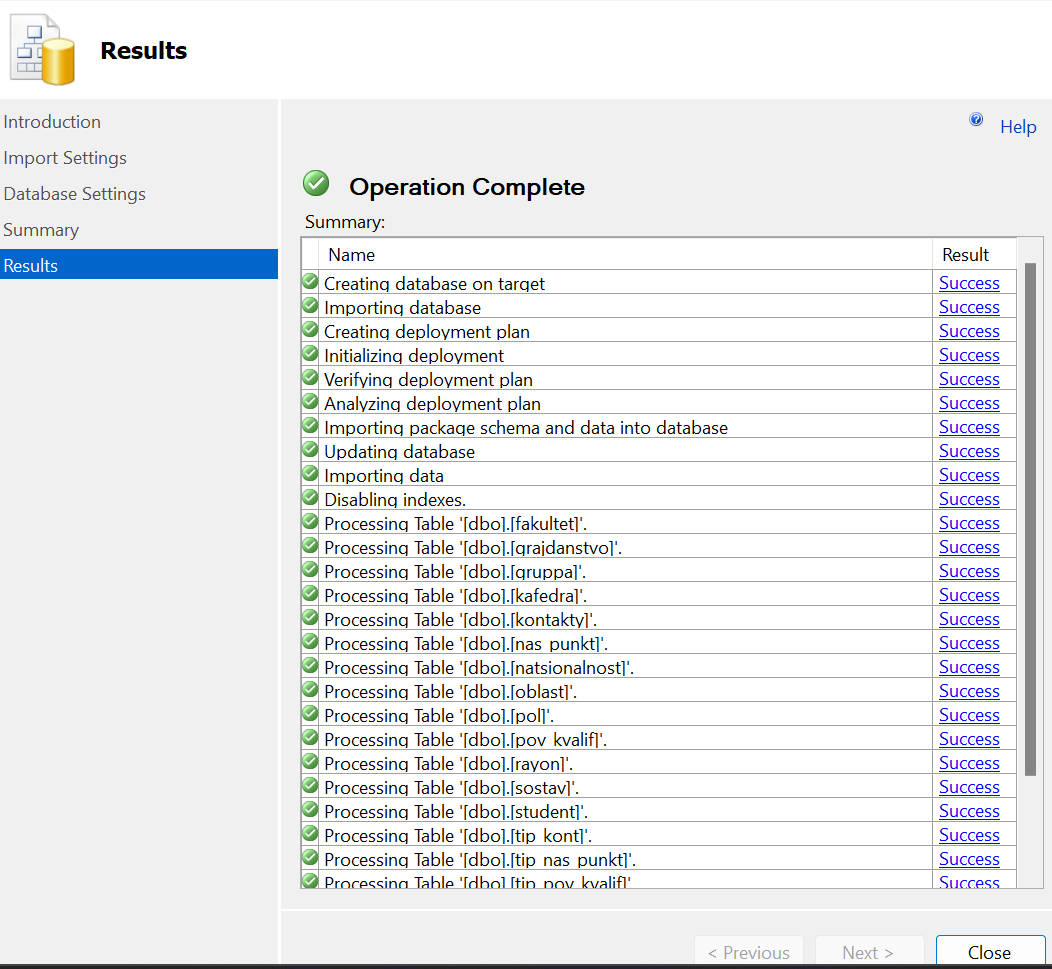 Results
Introduction
Import Settings
Database Settings
Summary
Results
Help
Operation Complete
Summary:
Name Result
Creating database on target Success
Importing database Success
Creating deployment plan Success
Initializing deployment Success
Verifying deployment plan Success
Analyzing deployment plan Success
Importing package schema and data into database Success
Updating database Success
Importing data Success
Disabling indexes. Success
Processing Table '[dbo].[fakultet]'. Success
Processing Table '[dbo].[grajdanstvo]'. Success
Processing Table '[dbo].[gruppa]'. Success
Processing Table '[dbo].[kafedra]'. Success
Processing Table '[dbo].[kontakty]'. Success
Processing Table '[dbo].[nas_punkt]'. Success
Processing Table '[dbo].[natsionalnost]'. Success
Processing Table '[dbo].[oblast]'. Success
Processing Table '[dbo].[pol]'. Success
Processing Table '[dbo].[pov_kvalif]'. Success
Processing Table '[dbo].[rayon]'. Success
Processing Table '[dbo].[sostav]'. Success
Processing Table '[dbo].[student]'. Success
Processing Table '[dbo].[tip_kont]'. Success
Processing Table '[dbo].[tip_nas_punkt]'. Success
Processing Table '[dbo].[tip_pov_kvalif]' Success
< Previous Next > Close